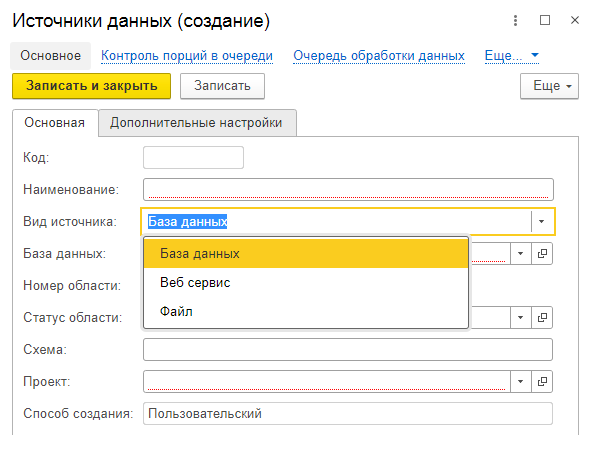 Источники данных (создание)
Основное Контроль порций в очереди Очередь обработки данных Еще...
Записать и закрыть Записать Еще
Основная Дополнительные настройки
Код:
Наименование:
Вид источника: База данных
База данных: База данных
Номер области: Веб сервис
Статус области: Файл
Схема:
Проект:
Способ создания: Пользовательский